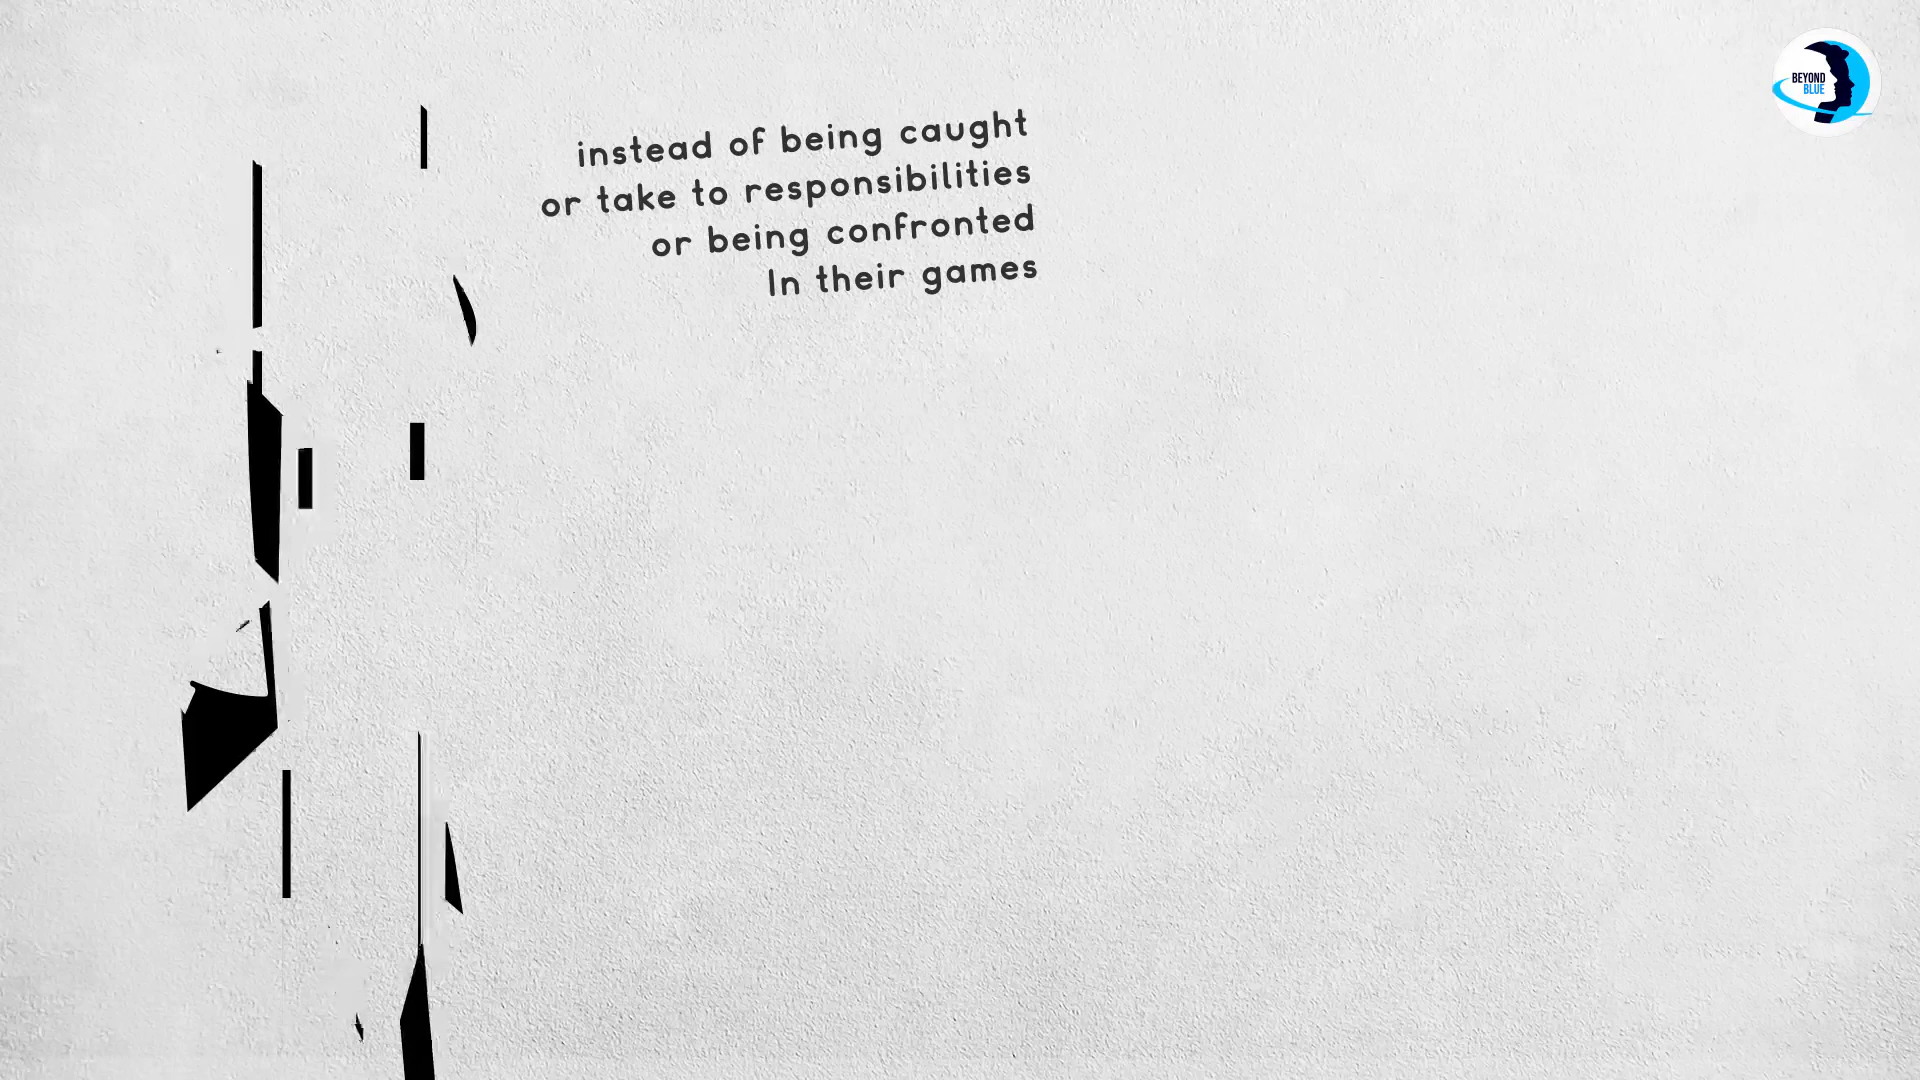 instead of being caught
or take to responsibilities
or being confronted
In their games
BEYOND
BLUE